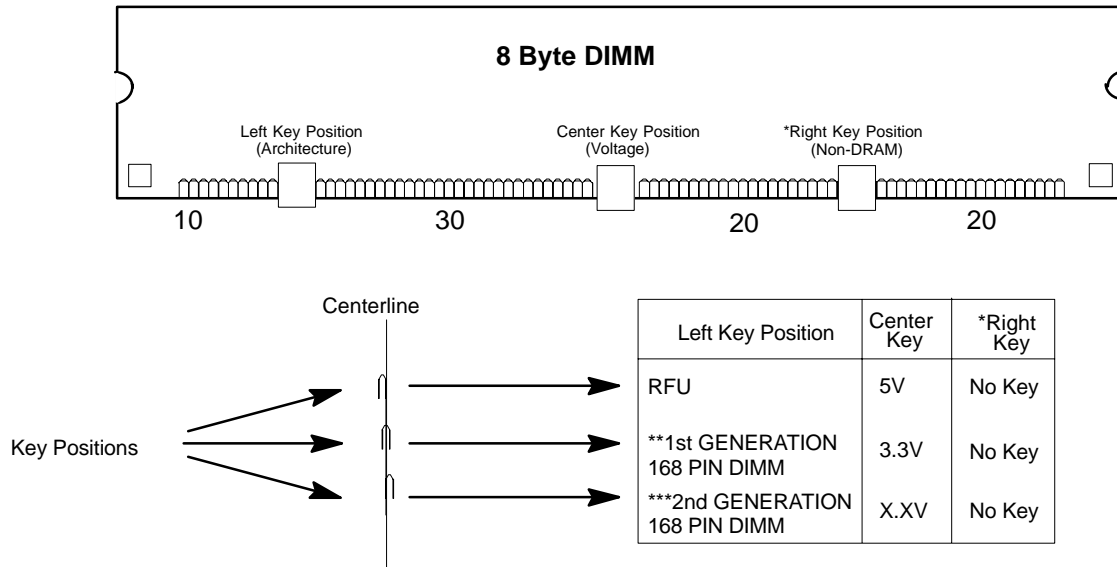 8 Byte DIMM
Left Key Position
(Architecture)
Center Key Position
(Voltage)
*Right Key Position
(Non-DRAM)
10
30
20
20
Centerline
Key Positions
Left Key Position
Center
Key
*Right
Key
RFU
5V
No Key
**1st GENERATION
168 PIN DIMM
3.3V
No Key
***2nd GENERATION
168 PIN DIMM
X.XV
No Key